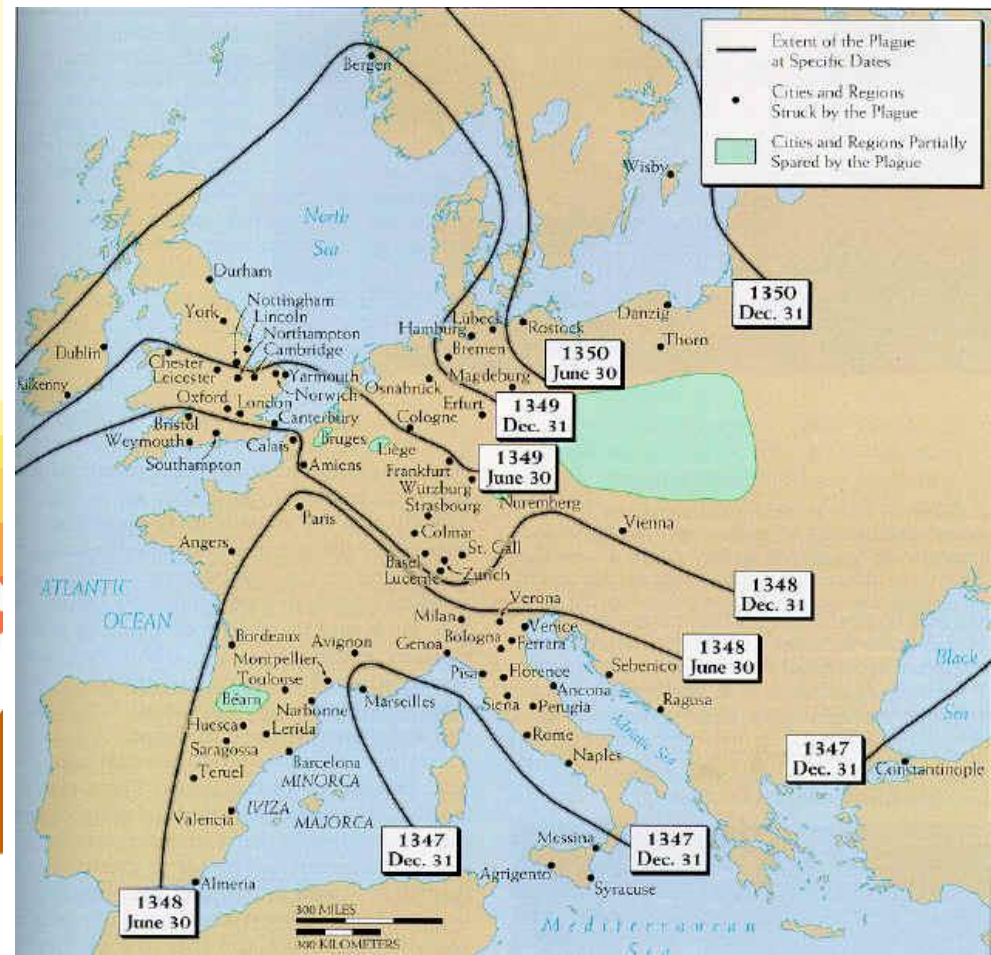 Extent of the Plague
at Specific Dates
Cities and Regions
Struck by the Plague
Cities and Regions Partially
Spared by the Plague
Bergen
Wisby
North
Sea
Durham
Nottingham
Lincoln
York
Northampton
Cambridge
Dublin
Chester
Leicester
Yarmouth
Norwich
Kilkenny
Oxford
London
Canterbury
Bristol
Weymouth
Southampton
Calais
Bruges
Liège
Amiens
Lübeck
Hamburg
Rostock
Bremen
Danzig
Thorn
Osnabrück
Magdeburg
Erfurt
Cologne
Frankfurt
Würzburg
Strasbourg
Nuremberg
Vienna
Paris
Angers
Colmar
St. Gall
Basel
Lucerne
Zurich
1350
Dec. 31
1350
June 30
1349
Dec. 31
1349
June 30
1348
Dec. 31
1348
June 30
ATLANTIC
OCEAN
Verona
Milan
Venice
Bordeaux
Avignon
Genoa
Bologna
Ferrara
Montpellier
Toulouse
Pisa
Florence
Sebenico
Black
Sea
Béarn
Narbonne
Marseilles
Siena
Ancona
Perugia
Ragusa
Huesca
Lerida
Saragossa
Rome
Adriatic Sea
Barcelona
Naples
Teruel
MINORCA
IVIZA
MAJORCA
Valencia
1347
Dec. 31
Constantinople
1347
Dec. 31
Messina
1347
Dec. 31
Agrigento
Syracuse
Almeria
1348
June 30
300 MILES
300 KILOMETERS
Mediterranean
Sea